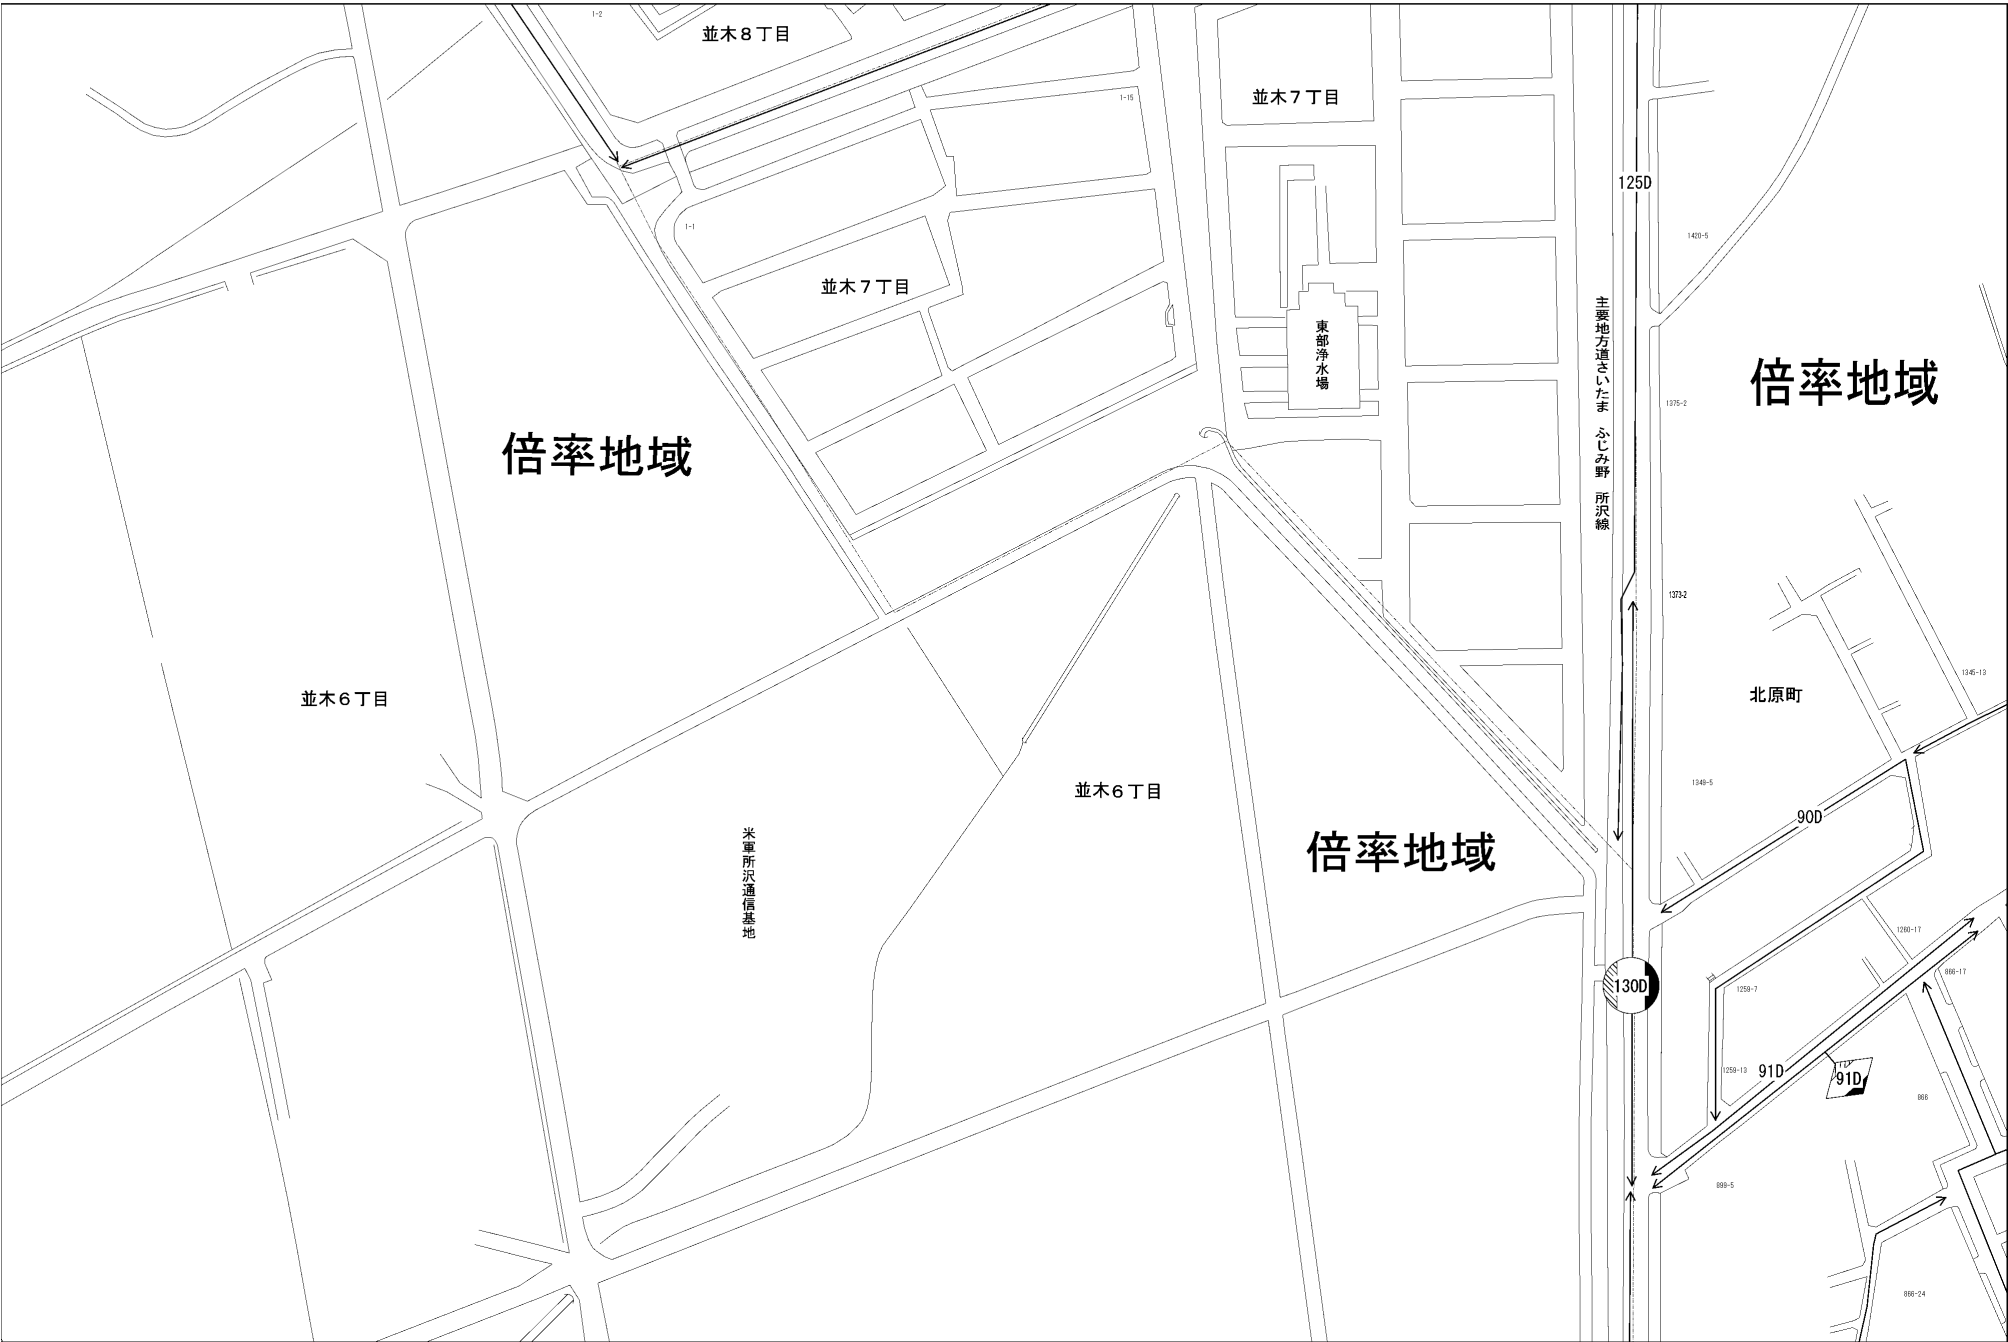 1-2
並木８丁目
1-15
並木７丁目
125D
1-1
1420-5
並木７丁目
主要地方道さいたま　ふじみ野　所沢線
東部浄水場
倍率地域
1375-2
倍率地域
1373-2
1345-13
並木６丁目
北原町
1349-5
並木６丁目
90D
米軍所沢通信基地
倍率地域
1260-17
866-17
130D
1259-7
1259-13
91D
91D
866
899-5
866-24